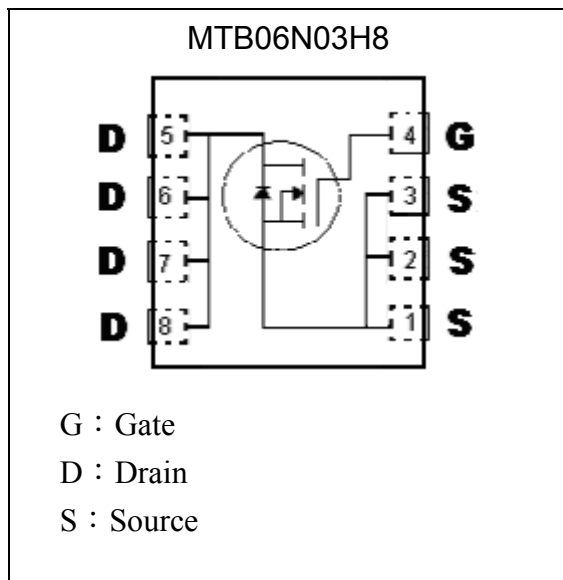 MTB06N03H8
D 5 4 G
D 6 3 S
D 7 2 S
D 8 1 S
G：Gate
D：Drain
S：Source